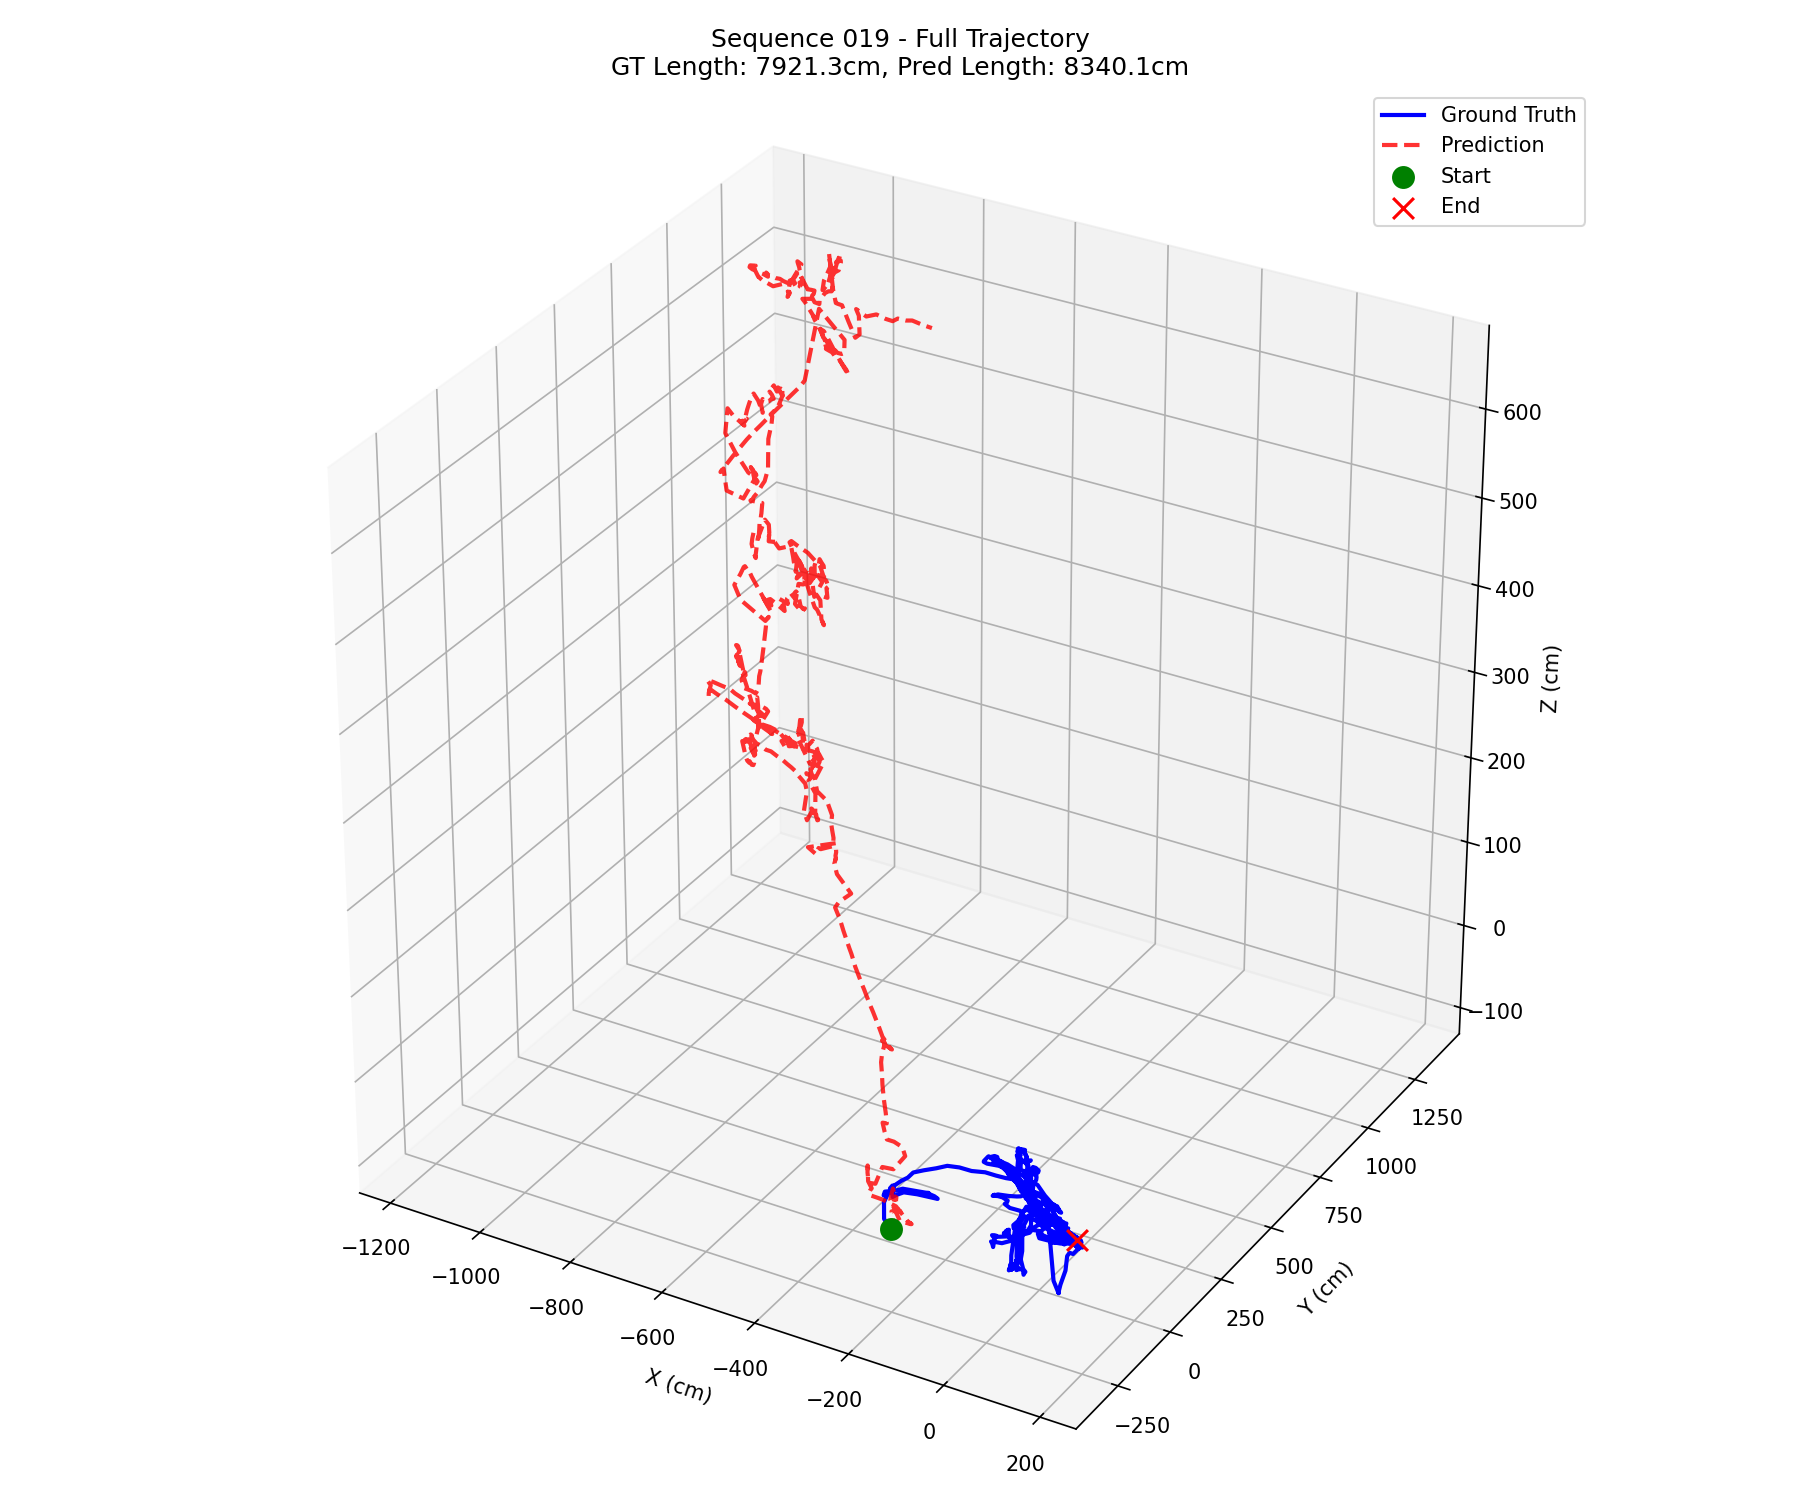 Sequence 019 - Full Trajectory
GT Length: 7921.3cm, Pred Length: 8340.1cm
Ground Truth
Prediction
Start
End
600
500
400
300
200
100
0
−100
Z (cm)
1250
1000
750
500
250
0
−250
Y (cm)
−1200
−1000
−800
−600
−400
−200
0
200
X (cm)